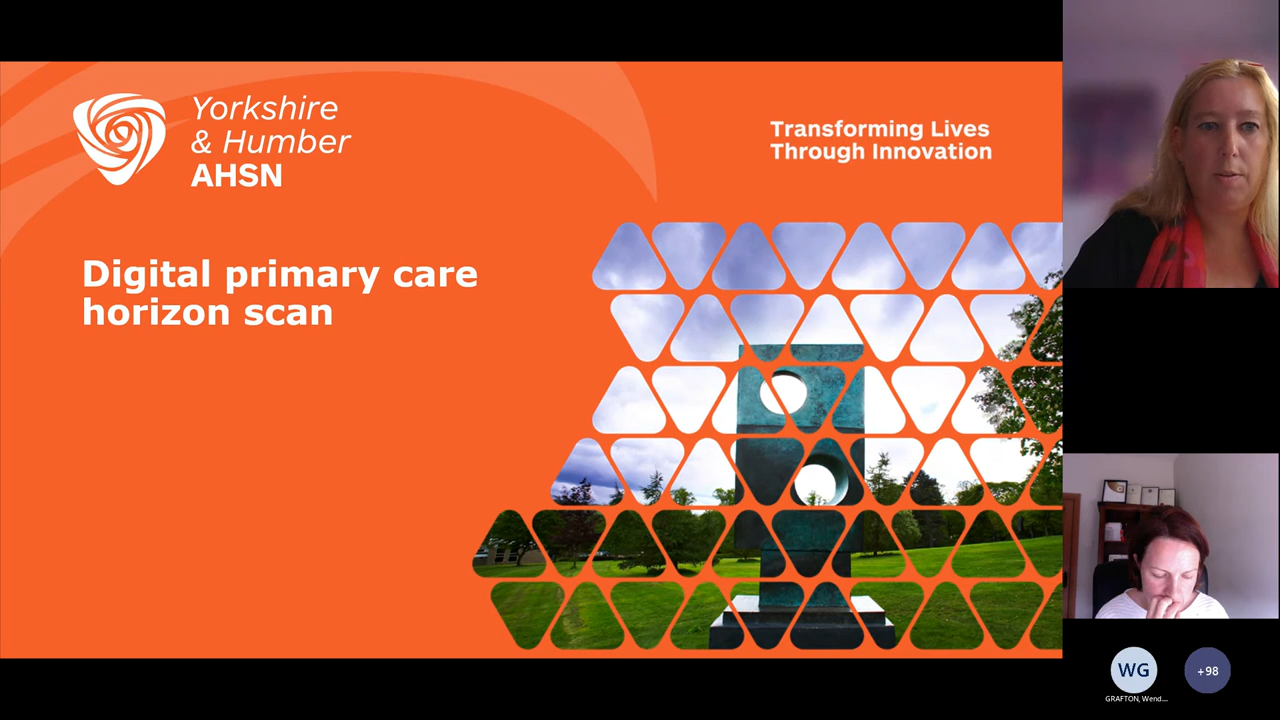 Yorkshire
& Humber
AHSN
Transforming Lives
Through Innovation
Digital primary care
horizon scan
WG
+98
GRAFTON, Wend...